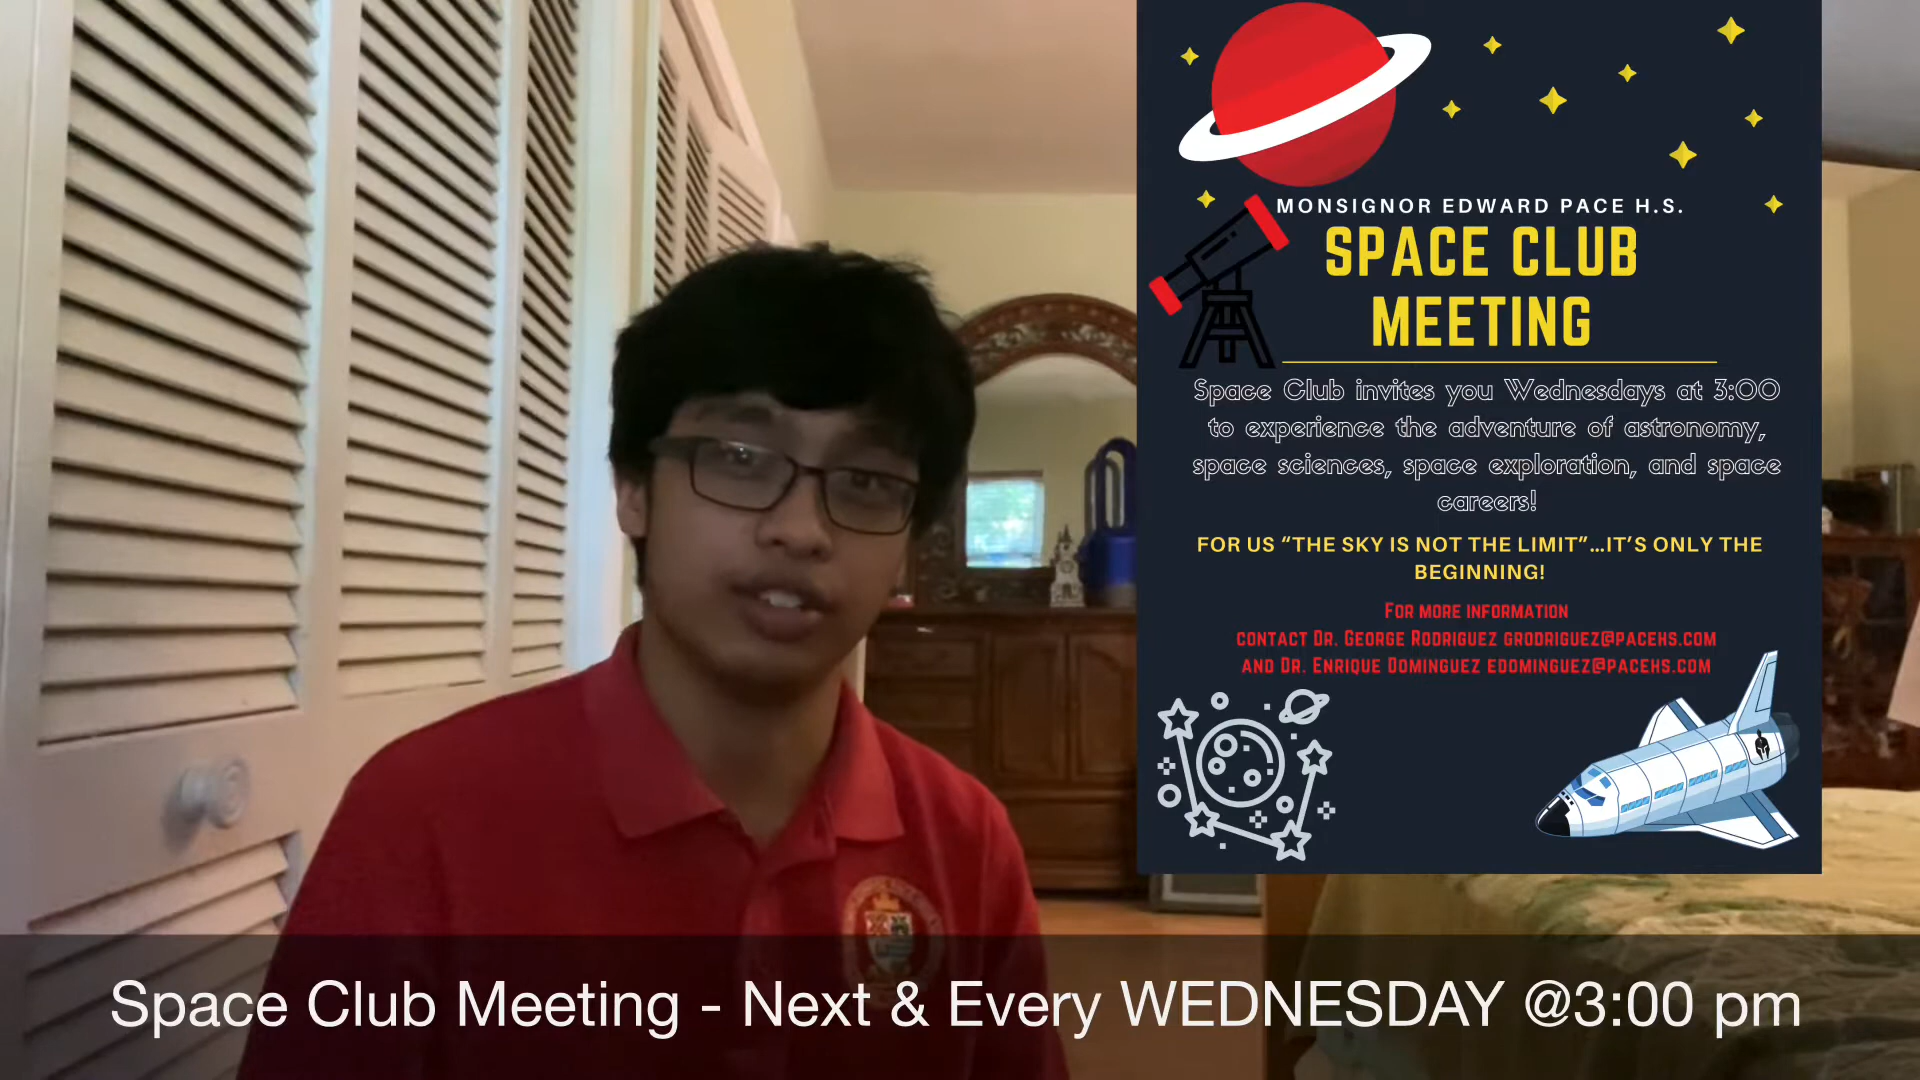 MONSIGNOR EDWARD PACE H.S.
SPACE CLUB
MEETING
Space Club invites you Wednesdays at 3:00
to experience the adventure of astronomy,
space sciences, space exploration, and space
careers!
FOR US “THE SKY IS NOT THE LIMIT”...IT’S ONLY THE
BEGINNING!
FOR MORE INFORMATION
CONTACT DR. GEORGE RODRIGUEZ GRODRIGUEZ@PACEHS.COM
AND DR. ENRIQUE DOMINGUEZ EDOMINGUEZ@PACEHS.COM
Space Club Meeting - Next & Every WEDNESDAY @3:00 pm